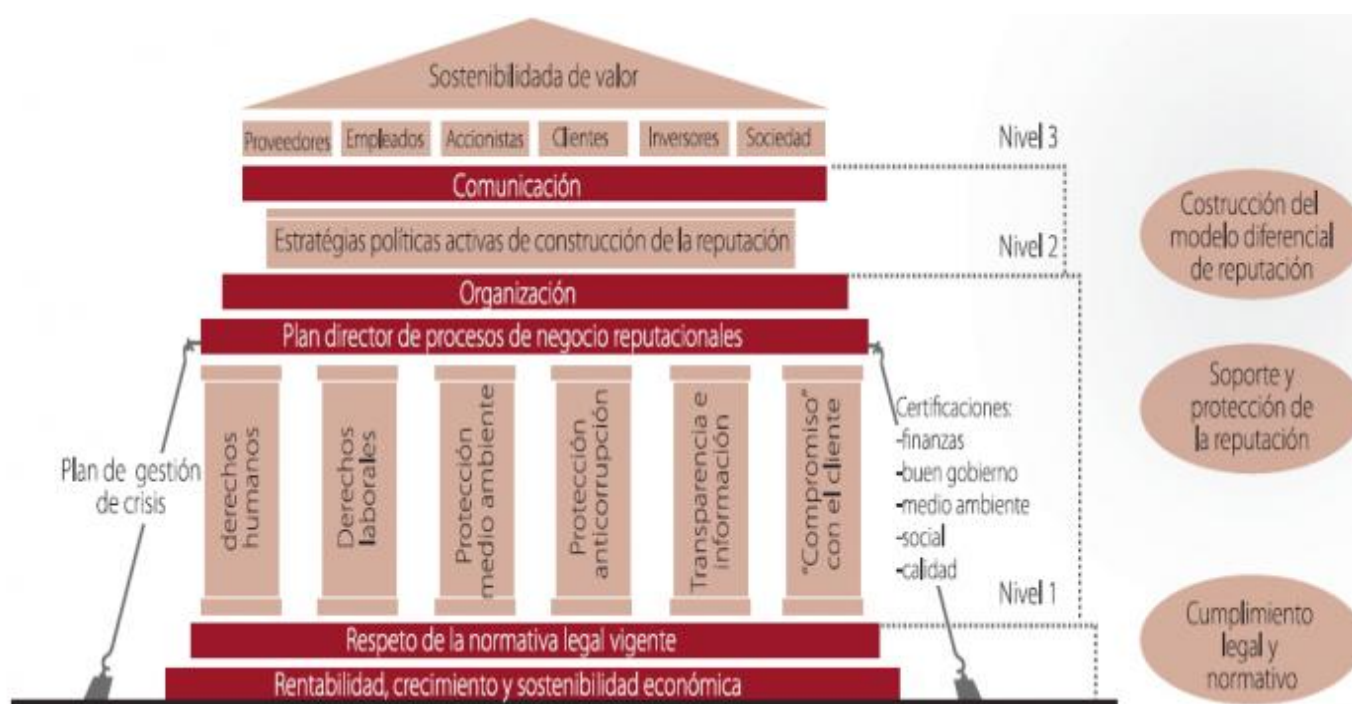 Sostenibilidada de valor
Proveedores
Empleados
Accionistas
Clientes
Inversores
Sociedad
Nivel 3
Comunicación
Estratégias políticas activas de construcción de la reputación
Nivel 2
Organización
Plan director de procesos de negocio reputacionales
Plan de gestión
de crisis
derechos
humanos
Derechos
laborales
Protección
medio ambiente
Protección
anticorrupción
Transparencia e
información
"Compromiso"
con el cliente
Certificaciones:
-finanzas
-buen gobierno
-medio ambiente
-social
-calidad
Nivel 1
Respeto de la normativa legal vigente
Rentabilidad, crecimiento y sostenibilidad económica
Costrucción del
modelo diferencial
de reputación
Soporte y
protección de
la reputación
Cumplimiento
legal y
normativo